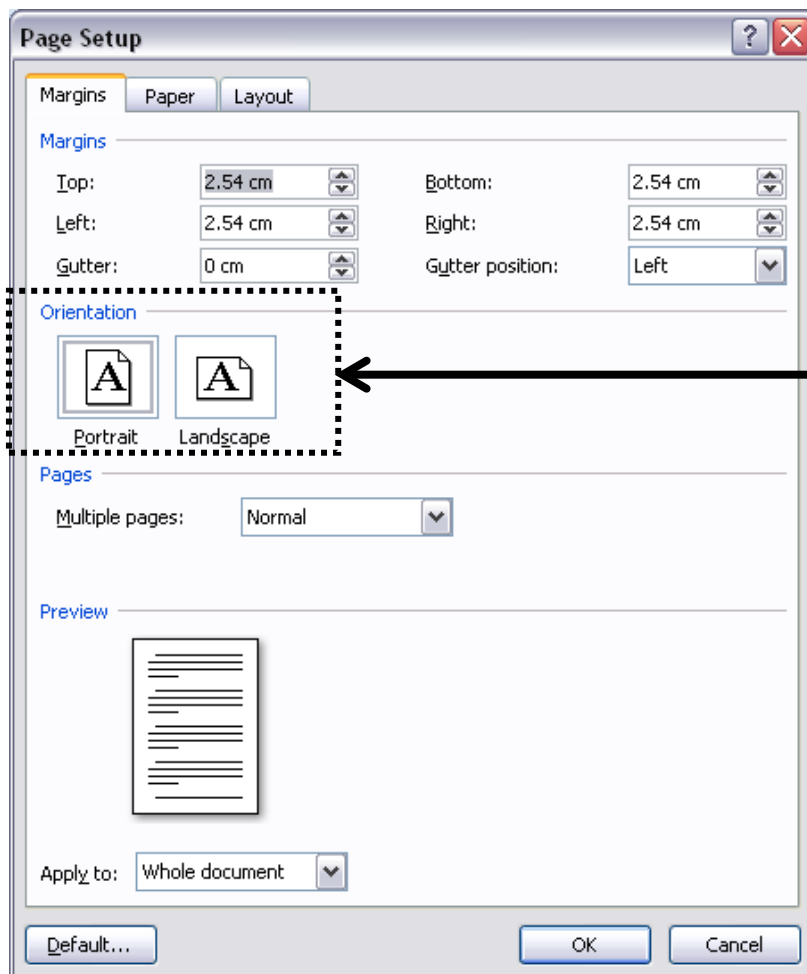 Page Setup ?
Margins Paper Layout
Margins
Top: 2.54 cm Bottom: 2.54 cm
Left: 2.54 cm Right: 2.54 cm
Gutter: 0 cm Gutter position: Left
Orientation
A A
Portrait Landscape
Pages
Multiple pages: Normal
Preview
Apply to: Whole document
Default... OK Cancel